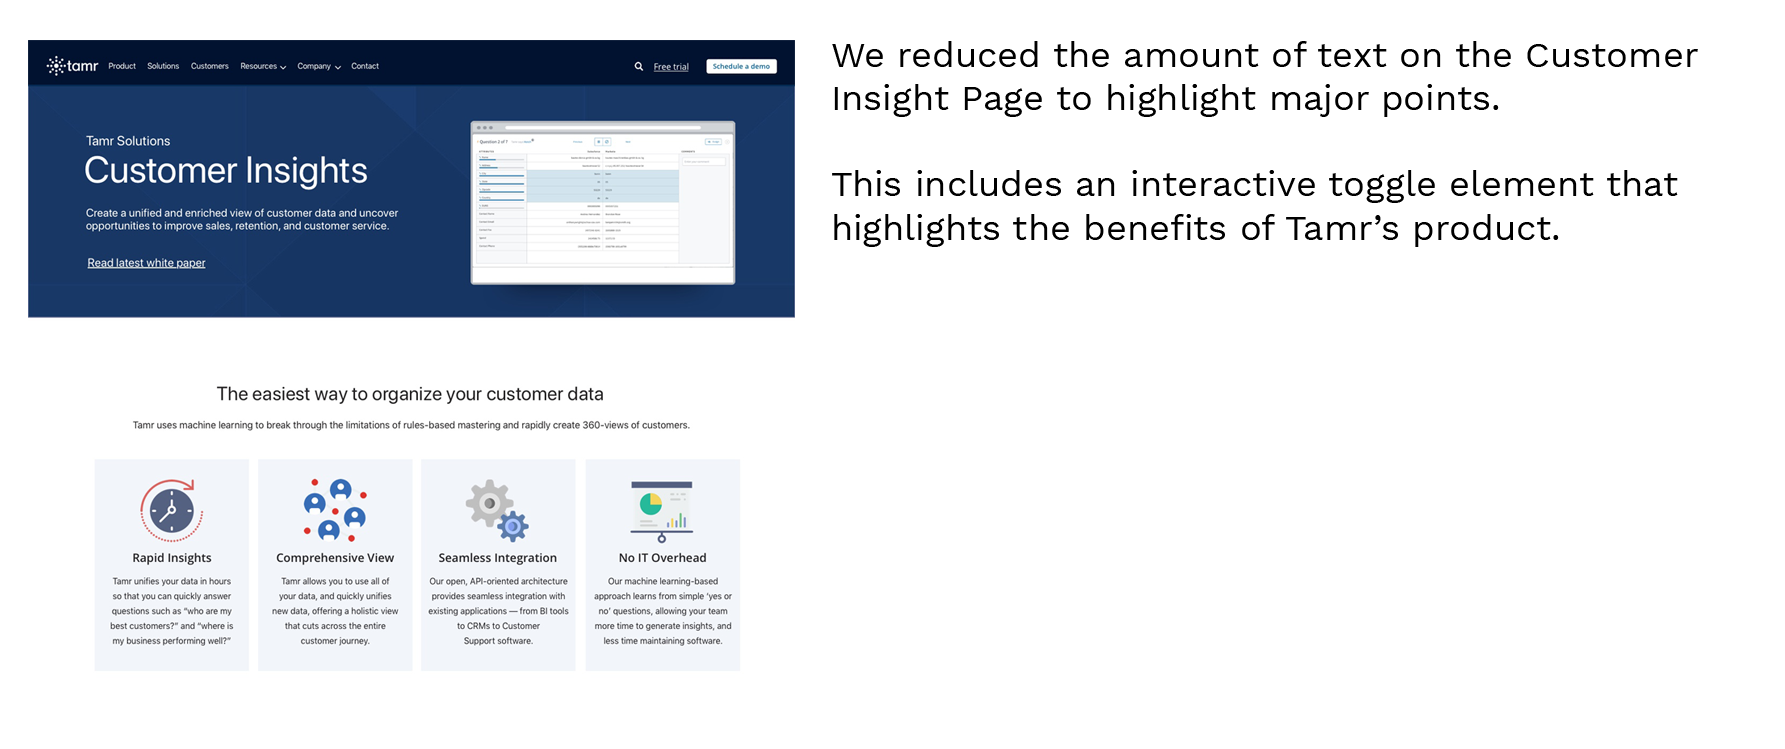 tamr Product Solutions Customers Resources Company Contact Free trial Schedule a demo
Tamr Solutions
Customer Insights
Create a unified and enriched view of customer data and uncover
opportunities to improve sales, retention, and customer service.
Read latest white paper
Question 2 of 7
The easiest way to organize your customer data
Tamr uses machine learning to break through the limitations of rules-based mastering and rapidly create 360-views of customers.
Rapid Insights
Tamr unifies your data in hours
so that you can quickly answer
questions such as “who are my
best customers?” and “where is
my business performing well?”
Comprehensive View
Tamr allows you to use all of
your data, and quickly unifies
new data, offering a holistic view
that cuts across the entire
customer journey.
Seamless Integration
Our open, API-oriented architecture
provides seamless integration with
existing applications — from BI tools
to CRMs to Customer
Support software.
No IT Overhead
Our machine learning-based
approach learns from simple ‘yes or
no’ questions, allowing your team
more time to generate insights, and
less time maintaining software.
We reduced the amount of text on the Customer
Insight Page to highlight major points.
This includes an interactive toggle element that
highlights the benefits of Tamr’s product.